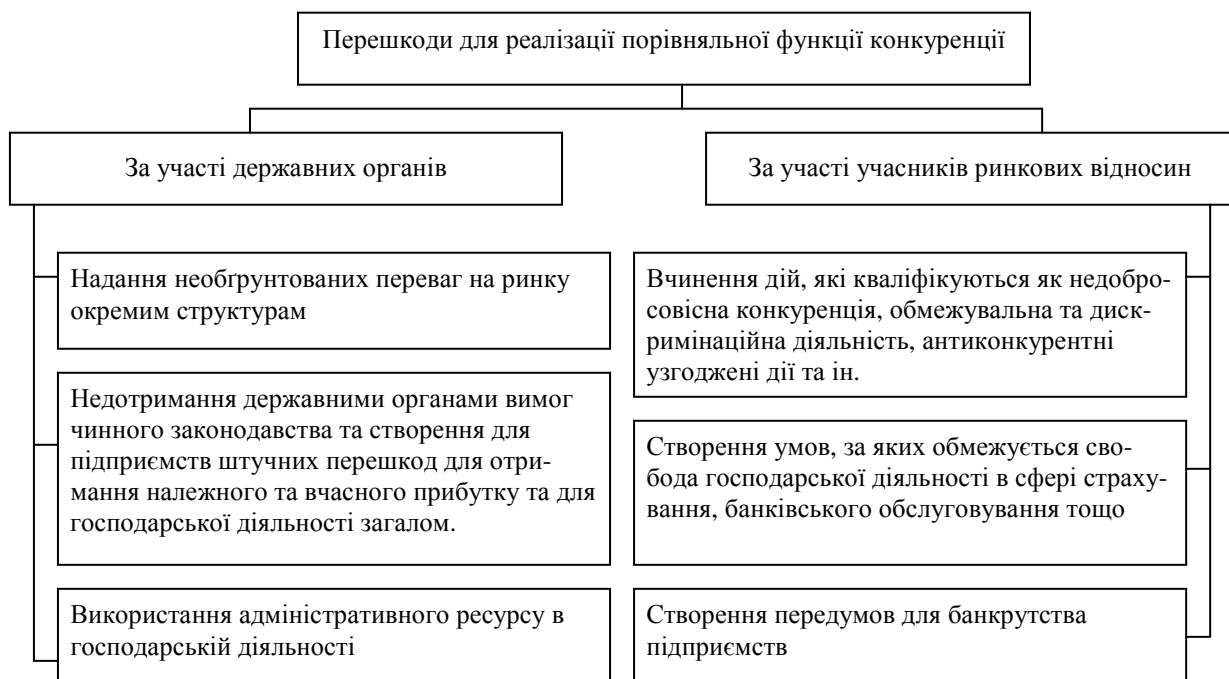 Перешкоди для реалізації порівняльної функції конкуренції
За участі державних органів
За участі учасників ринкових відносин
Надання необґрунтованих переваг на ринку
окремим структурам
Недотримання державними органами вимог
чинного законодавства та створення для
підприємств штучних перешкод для отри-
мання належного та вчасного прибутку та для
господарської діяльності загалом.
Використання адміністративного ресурсу в
господарській діяльності
Вчинення дій, які кваліфікуються як недобро-
совісна конкуренція, обмежувальна та диск-
римінаційна діяльність, антиконкурентні
узгоджені дії та ін.
Створення умов, за яких обмежується сво-
бода господарської діяльності в сфері страху-
вання, банківського обслуговування тощо
Створення передумов для банкрутства
підприємств